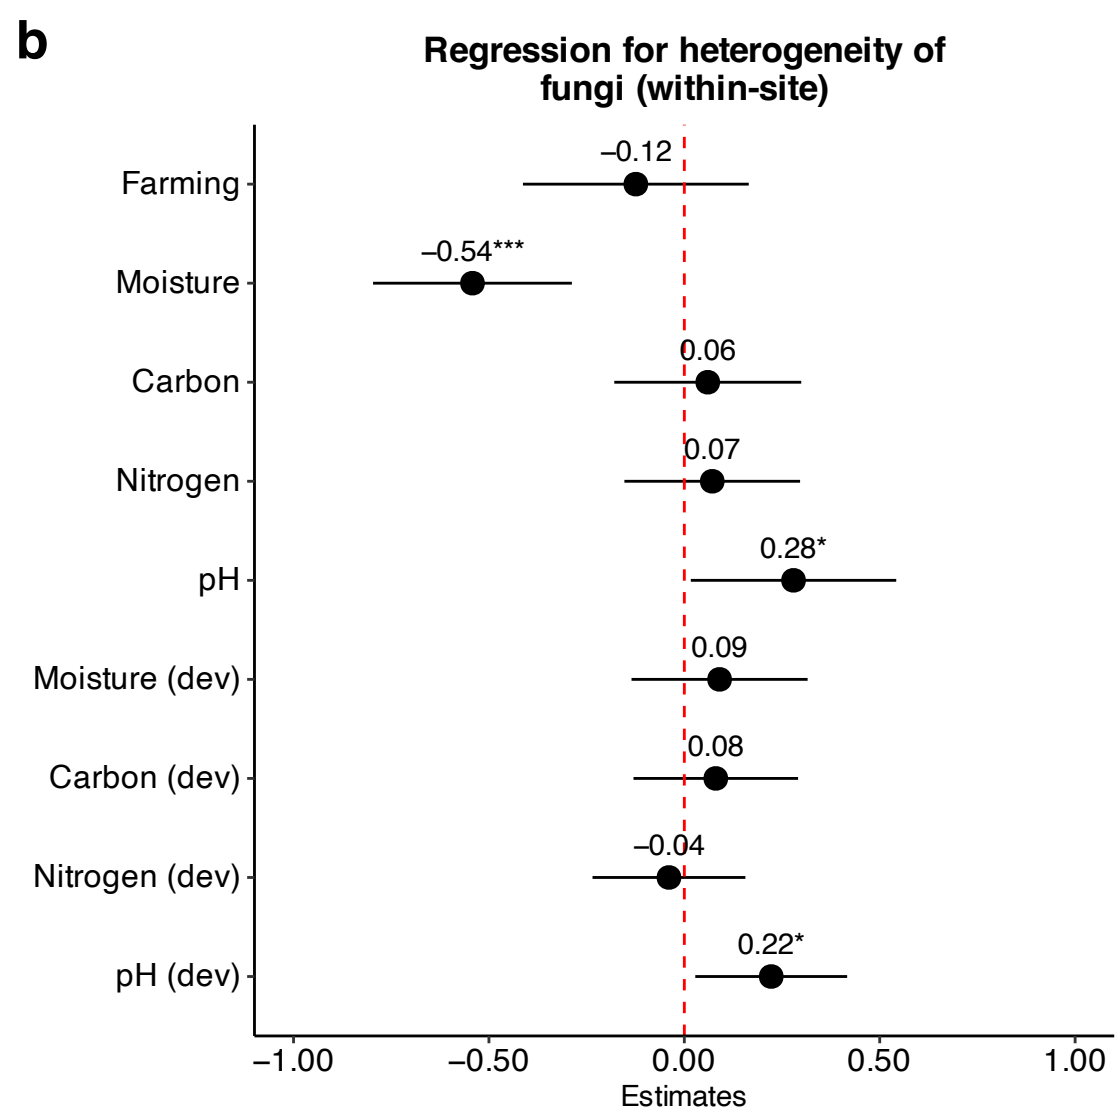 b
Regression for heterogeneity of
fungi (within-site)
−0.12
Farming
−0.54***
Moisture
0.06
Carbon
0.07
Nitrogen
0.28*
pH
0.09
Moisture (dev)
0.08
Carbon (dev)
−0.04
Nitrogen (dev)
0.22*
pH (dev)
−1.00 −0.50 0.00 0.50 1.00
Estimates